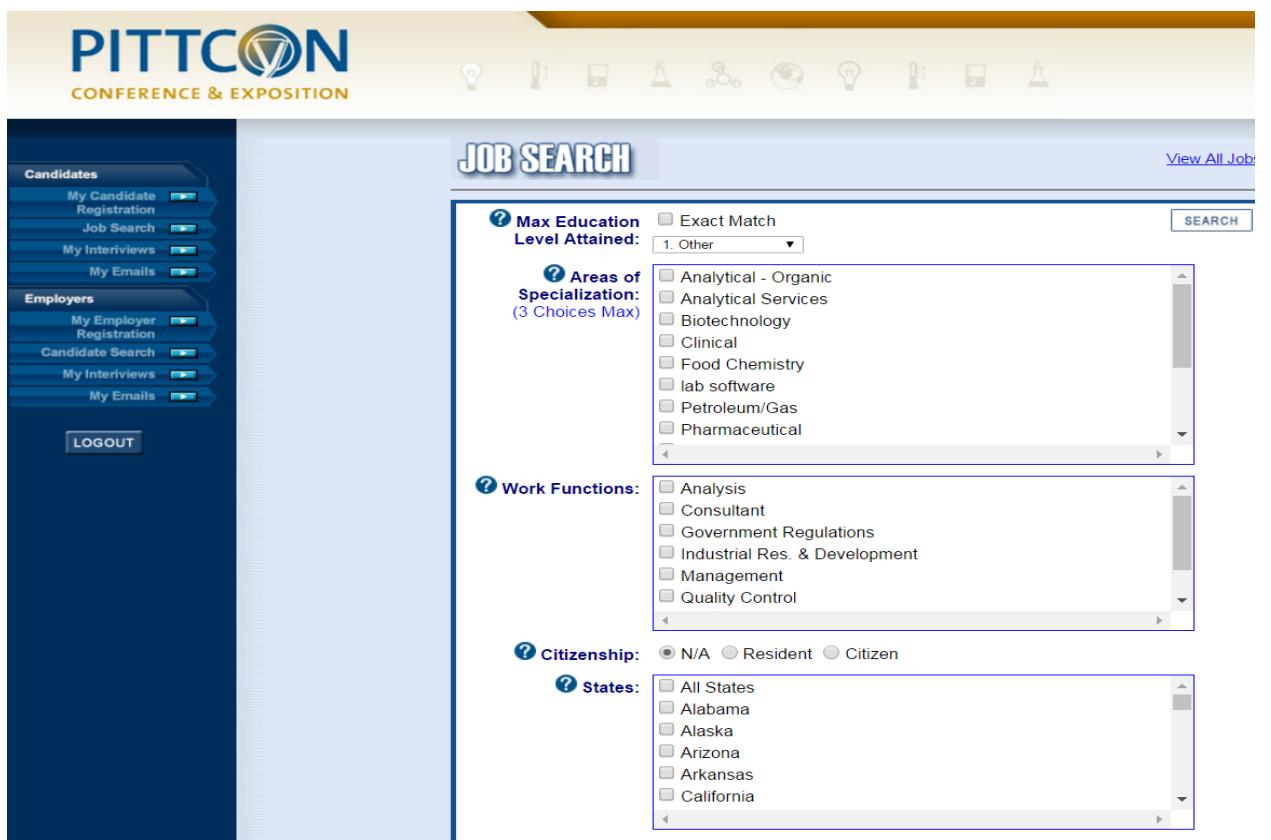 PITTCON
CONFERENCE & EXPOSITION
Candidates
My Candidate
Registration
Job Search
My Interiviews
My Emails
Employers
My Employer
Registration
Candidate Search
My Interiviews
My Emails
LOGOUT
JOB SEARCH
View All Jobs
Max Education
Level Attained:
Exact Match
1. Other
SEARCH
Areas of
Specialization:
(3 Choices Max)
Analytical - Organic
Analytical Services
Biotechnology
Clinical
Food Chemistry
lab software
Petroleum/Gas
Pharmaceutical
Work Functions:
Analysis
Consultant
Government Regulations
Industrial Res. & Development
Management
Quality Control
Citizenship:
N/A Resident Citizen
States:
All States
Alabama
Alaska
Arizona
Arkansas
California